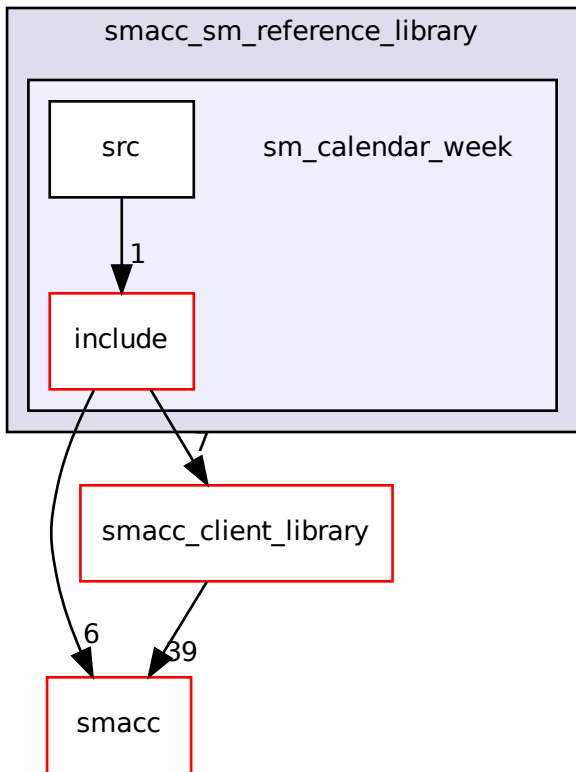 smacc_sm_reference_library
src
sm_calendar_week
1
include
7
smacc_client_library
6
39
smacc